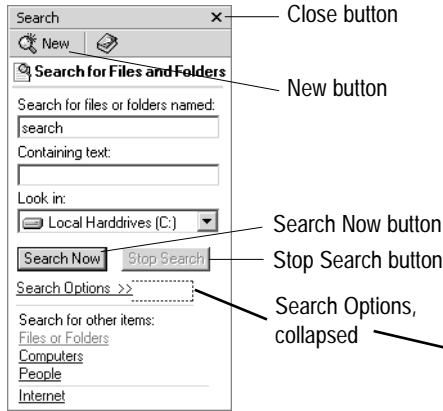 Search
Close button
New
New button
Search for Files and Folders
Search for files or folders named:
search
Containing text:
Look in:
Local Harddrives (C:)
Search Now
Stop Search
Search Now button
Stop Search button
Search Options >>
Search Options,
collapsed
Search for other items:
Files or Folders
Computers
People
Internet